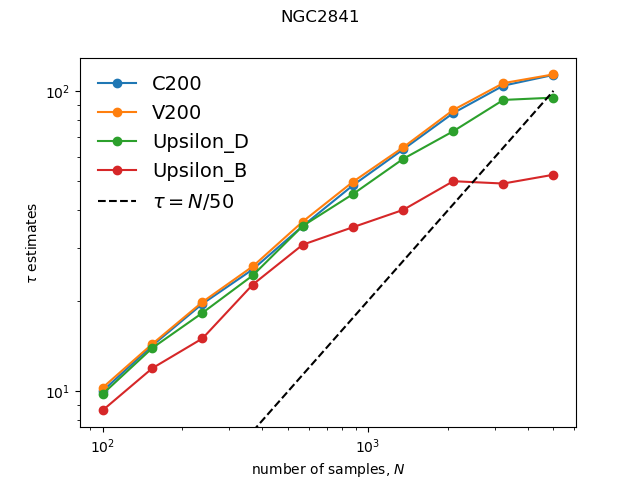 NGC2841
C200
V200
Upsilon_D
Upsilon_B
τ = N/50
10²
10¹
τ estimates
10² 10³
number of samples, N